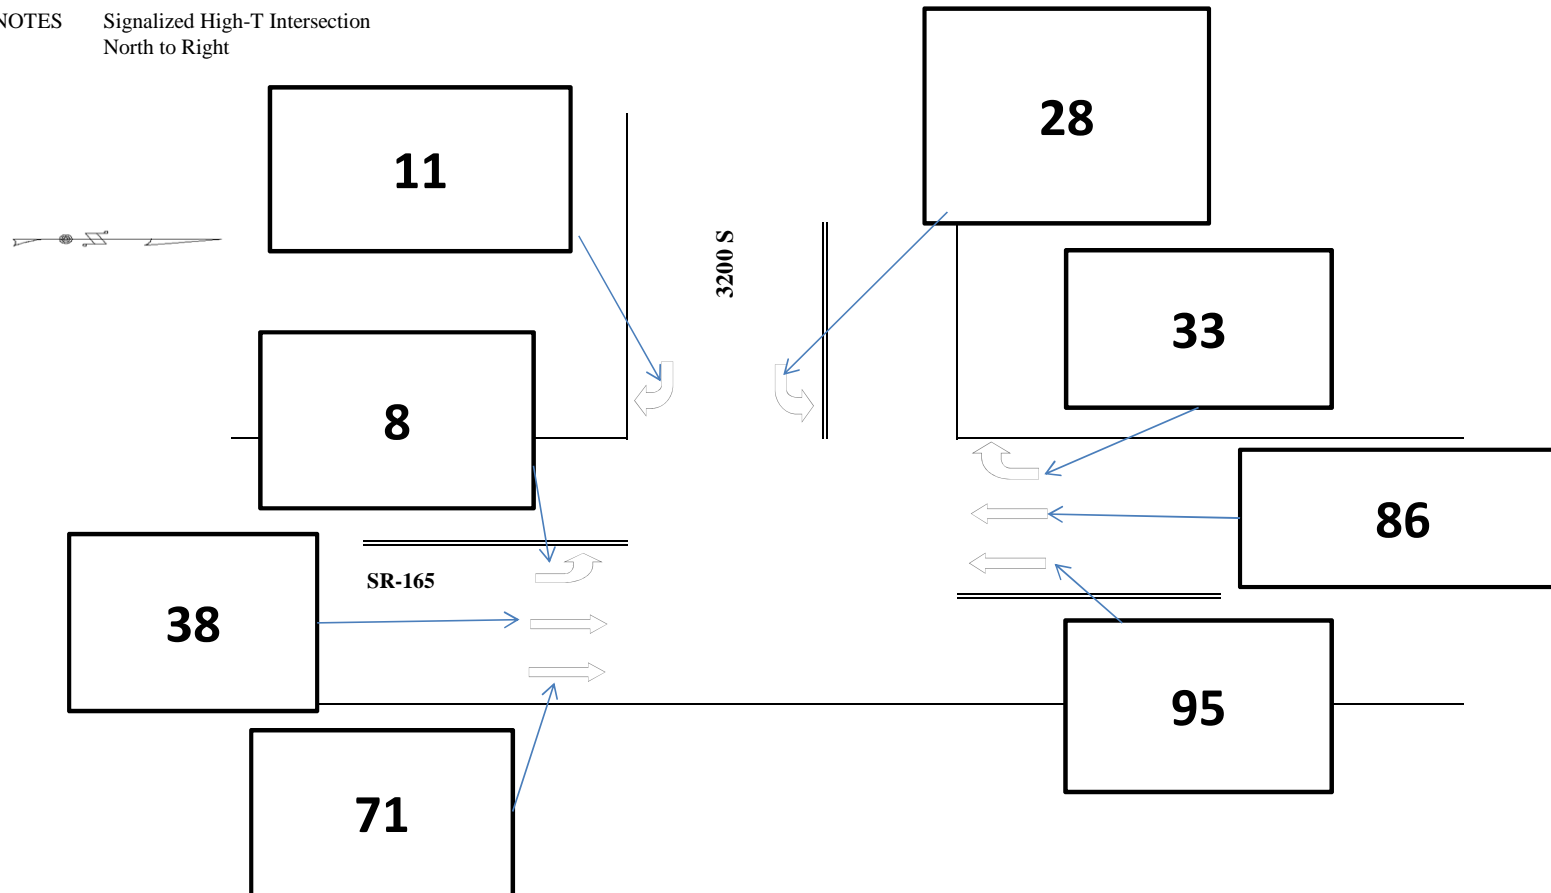 NOTES Signalized High-T Intersection
North to Right
28
11
3200 S
33
8
86
SR-165
38
95
71